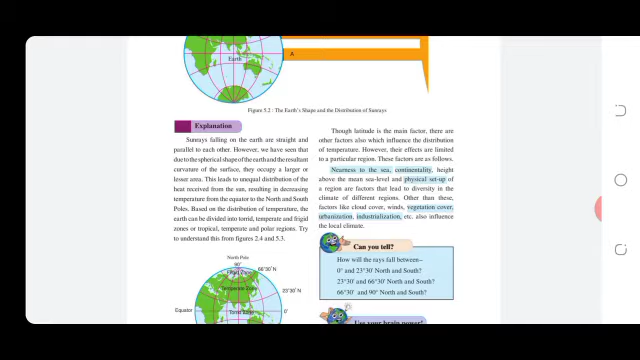 Earth
A
Figure 5.2 : The Earth's Shape and the Distribution of Sunrays
Explanation
Sunrays falling on the earth are straight and
parallel to each other. However, we have seen that
due to the spherical shape of the earth and the resultant
curvature of the surface, they occupy a larger or
lesser area. This leads to unequal distribution of the
heat received from the sun, resulting in decreasing
temperature from the equator to the North and South
Poles. Based on the distribution of temperature, the
earth can be divided into torrid, temperate and frigid
zones or tropical, temperate and polar regions. Try
to understand this from figures 2.4 and 5.3.
North Pole
90°
66°30' N
Frigid Zone
23°30' N
Temperate Zone
Equator
Torrid Zone
0°
Though latitude is the main factor, there are
other factors also which influence the distribution
of temperature. However, their effects are limited
to a particular region. These factors are as follows.
Nearness to the sea, continentality, height
above the mean sea-level and physical set-up
of a region are factors that lead to diversity in the
climate of different regions. Other than these,
factors like cloud cover, winds, vegetation cover,
urbanization, industrialization, etc. also influence
the local climate.
Can you tell?
How will the rays fall between–
0° and 23°30' North and South?
23°30' and 66°30' North and South?
66°30' and 90° North and South?
Use your brain power!